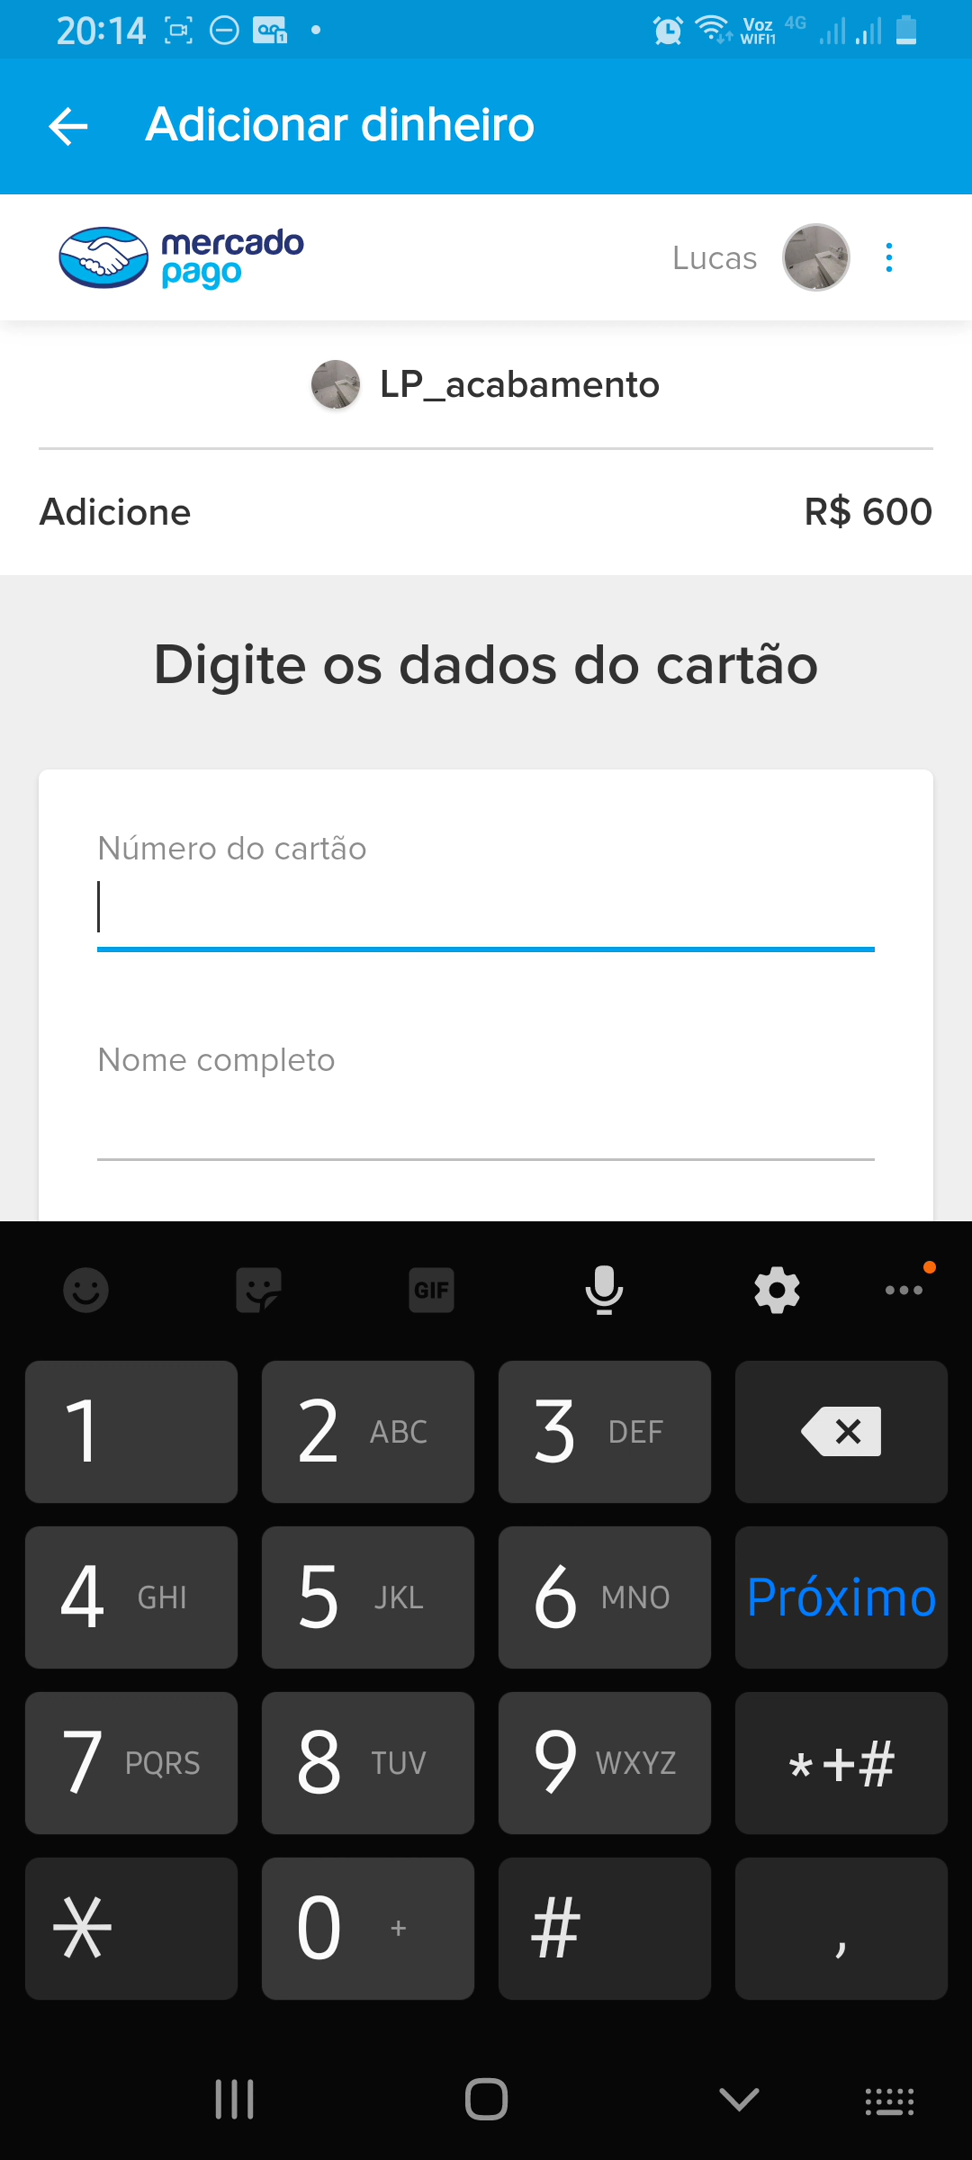 20:14
Voz
WIFI1
4G
Adicionar dinheiro
mercado
pago
Lucas
LP_acabamento
Adicione R$ 600
Digite os dados do cartão
Número do cartão
Nome completo
GIF
1 2 ABC 3 DEF
4 GHI 5 JKL 6 MNO Próximo
7 PQRS 8 TUV 9 WXYZ *+#
* 0 + # ,